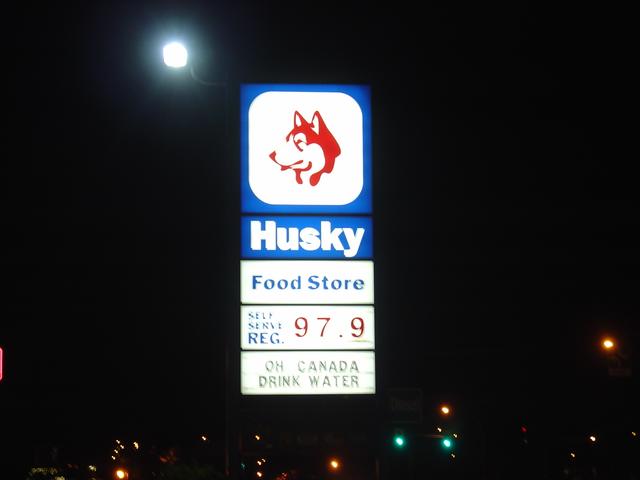 Husky
Food Store
SELF
SERVE
REG. 97.9
OH CANADA
DRINK WATER